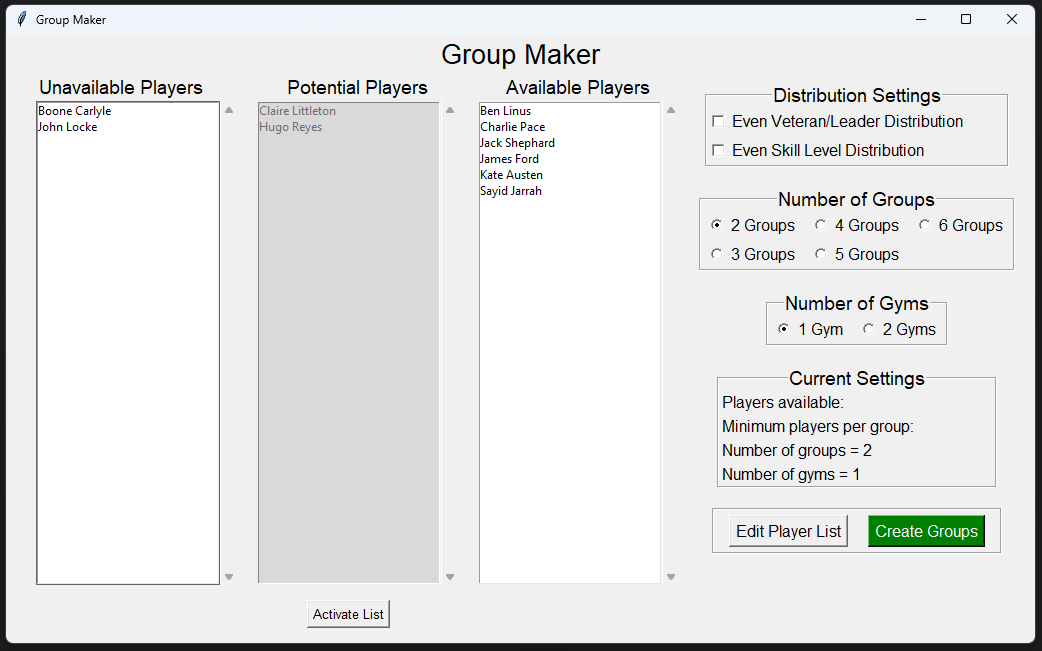 Group Maker
Group Maker
Unavailable Players
Boone Carlyle
John Locke
Potential Players
Claire Littleton
Hugo Reyes
Activate List
Available Players
Ben Linus
Charlie Pace
Jack Shephard
James Ford
Kate Austen
Sayid Jarrah
Distribution Settings
Even Veteran/Leader Distribution
Even Skill Level Distribution
Number of Groups
2 Groups 4 Groups 6 Groups
3 Groups 5 Groups
Number of Gyms
1 Gym 2 Gyms
Current Settings
Players available:
Minimum players per group:
Number of groups = 2
Number of gyms = 1
Edit Player List Create Groups